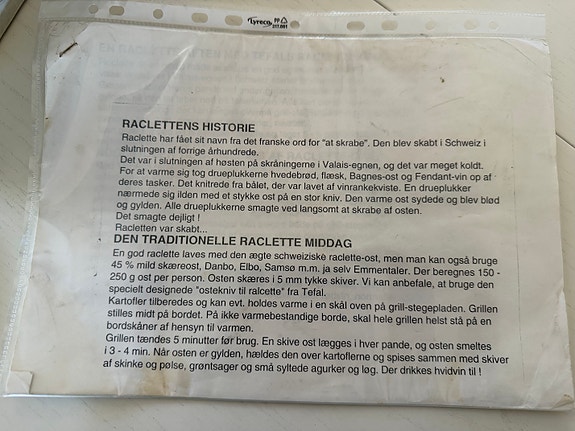 Lyreco
PP
317.081
RACLETTENS HISTORIE
Raclette har fået sit navn fra det franske ord for "at skrabe". Den blev skabt i Schweiz i
slutningen af forrige århundrede.
Det var i slutningen af høsten på skråningerne i Valais-egnen, og det var meget koldt.
For at varme sig tog drueplukkerne hvedebrød, flæsk, Bagnes-ost og Fendant-vin op af
deres tasker. Det knitrede fra bålet, der var lavet af vinrankekviste. En drueplukker
nærmede sig ilden med et stykke ost på en stor kniv. Den varme ost sydede og blev blød
og gylden. Alle drueplukkerne smagte ved langsomt at skrabe af osten.
Det smagte dejligt !
Racletten var skabt...
DEN TRADITIONELLE RACLETTE MIDDAG
En god raclette laves med den ægte schweiziske raclette-ost, men man kan også bruge
45 % mild skæreost, Danbo, Elbo, Samsø m.m. ja selv Emmentaler. Der beregnes 150 -
250 g ost per person. Osten skæres i 5 mm tykke skiver. Vi kan anbefale, at bruge den
specielt designede "ostekniv til ralcette" fra Tefal.
Kartofler tilberedes og kan evt. holdes varme i en skål oven på grill-stegepladen. Grillen
stilles midt på bordet. På ikke varmebestandige borde, skal hele grillen helst stå på en
bordskåner af hensyn til varmen.
Grillen tændes 5 minutter før brug. En skive ost lægges i hver pande, og osten smeltes
i 3 - 4 min. Når osten er gylden, hældes den over kartoflerne og spises sammen med skiver
af skinke og pølse, grøntsager og små syltede agurker og løg. Der drikkes hvidvin til !